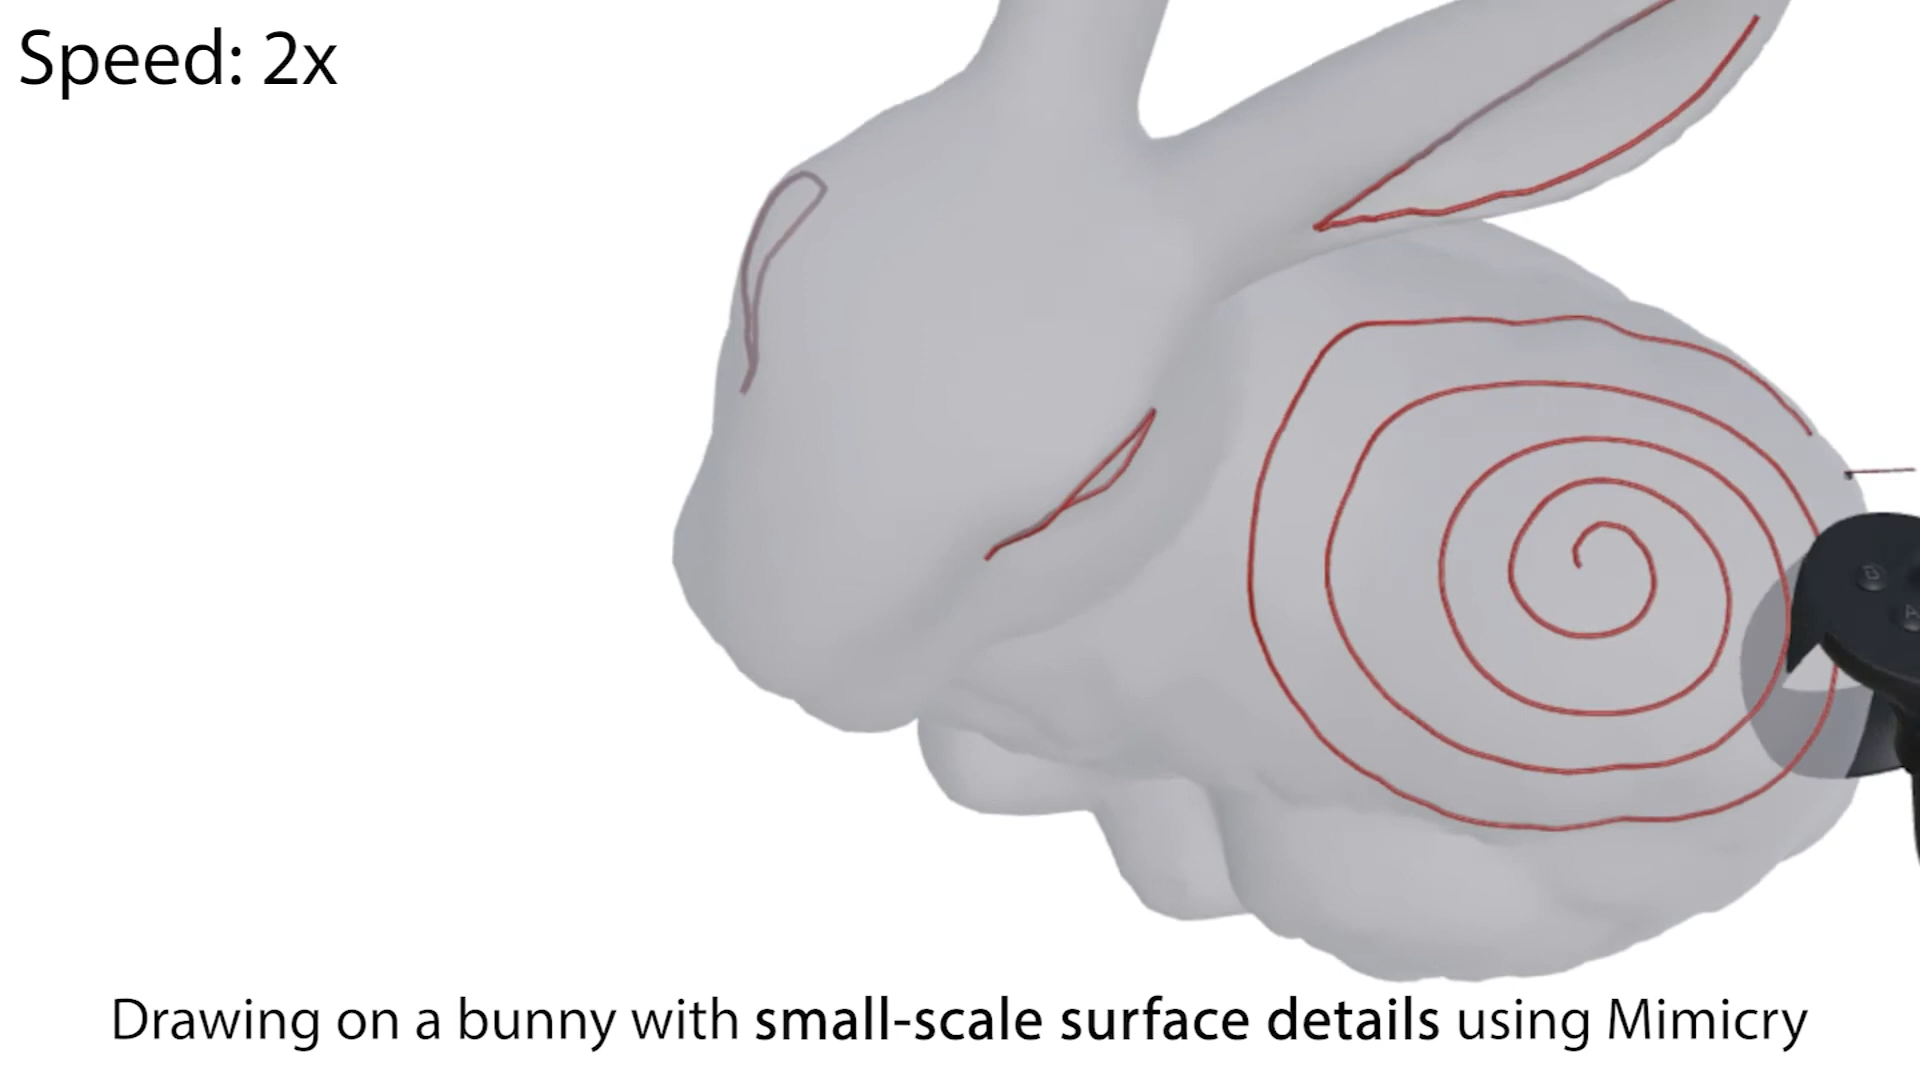 Speed: 2x
Drawing on a bunny with small-scale surface details using Mimicry